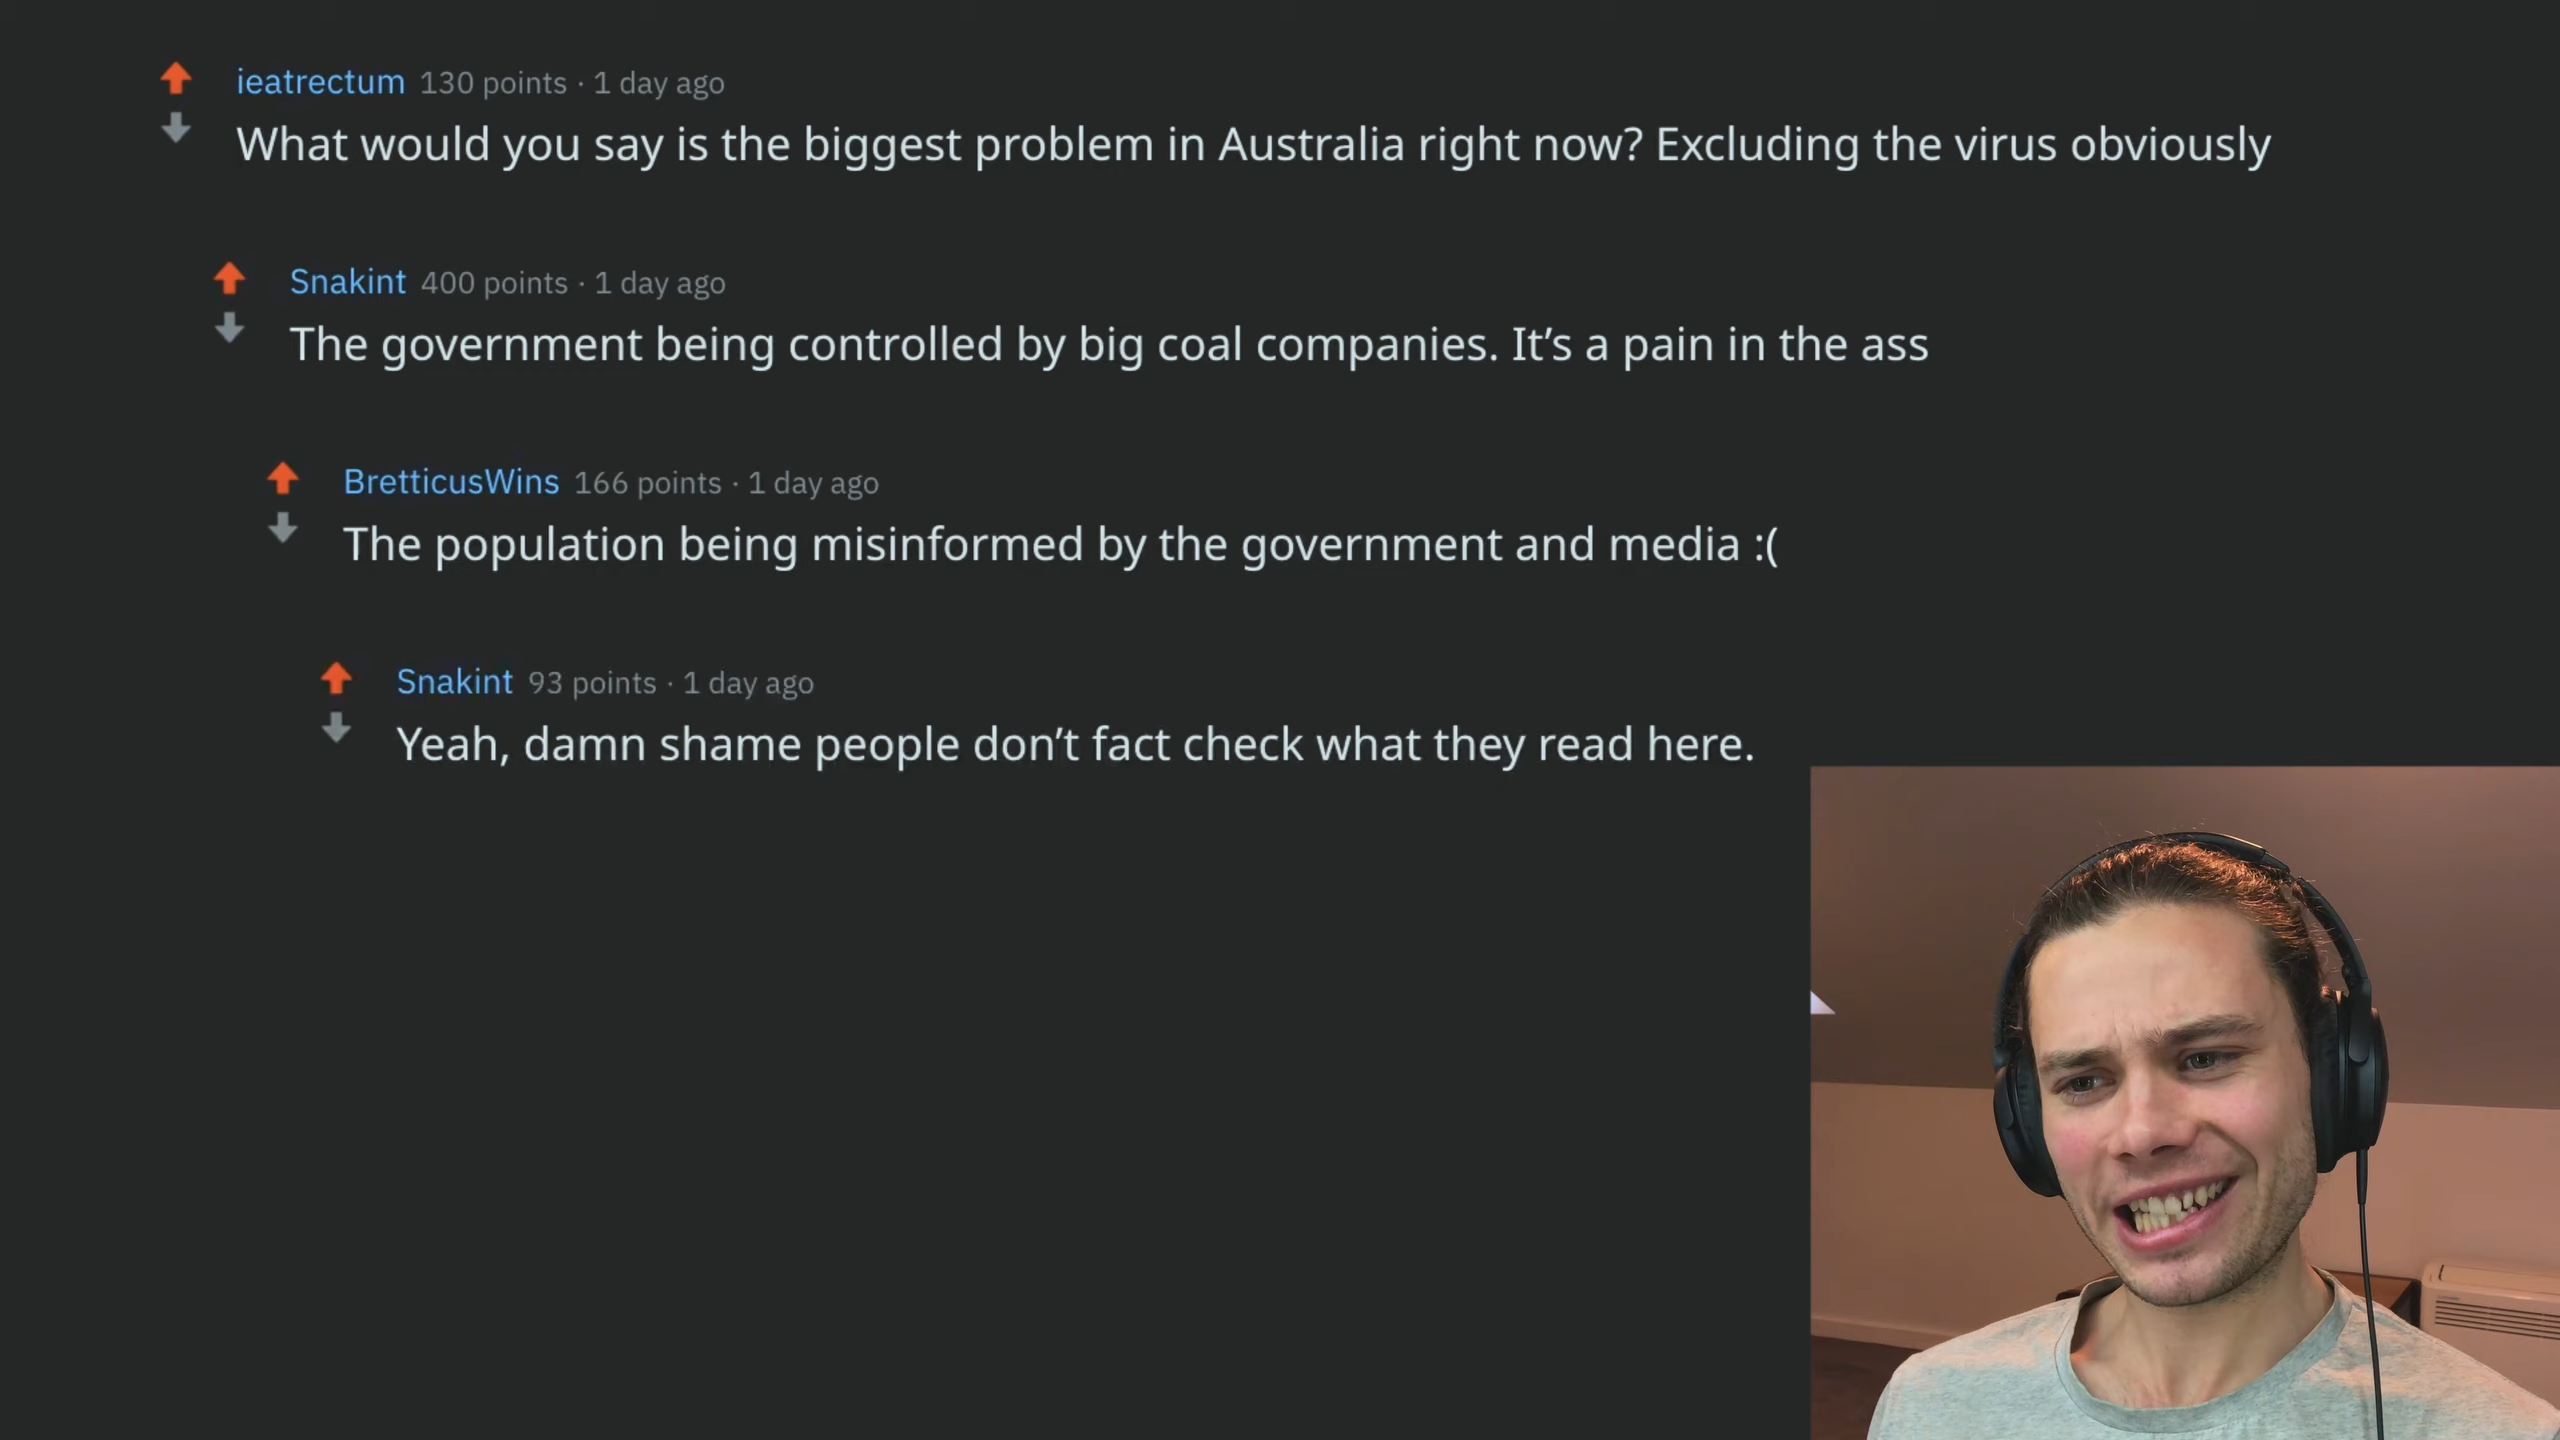 ieatrectum 130 points · 1 day ago
What would you say is the biggest problem in Australia right now? Excluding the virus obviously
Snakint 400 points · 1 day ago
The government being controlled by big coal companies. It’s a pain in the ass
BretticusWins 166 points · 1 day ago
The population being misinformed by the government and media :(
Snakint 93 points · 1 day ago
Yeah, damn shame people don’t fact check what they read here.